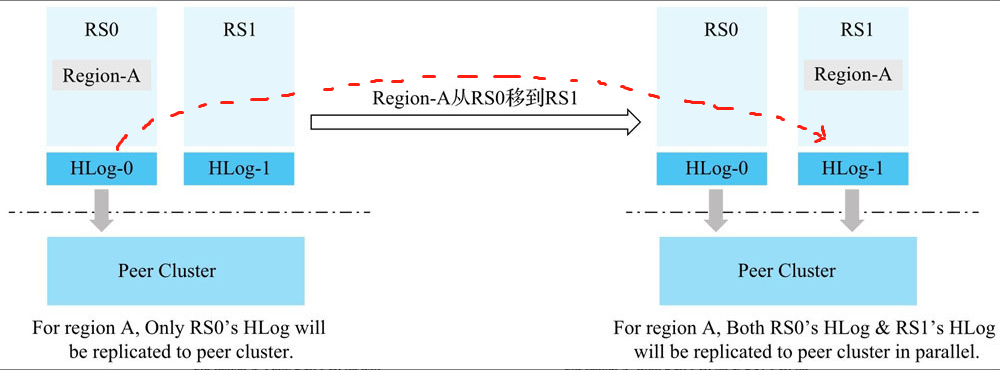 RS0
RS1
Region-A
HLog-0
HLog-1
Peer Cluster
For region A, Only RS0's HLog will
be replicated to peer cluster.
Region-A从RS0移到RS1
RS0
RS1
Region-A
HLog-0
HLog-1
Peer Cluster
For region A, Both RS0's HLog & RS1's HLog
will be replicated to peer cluster in parallel.